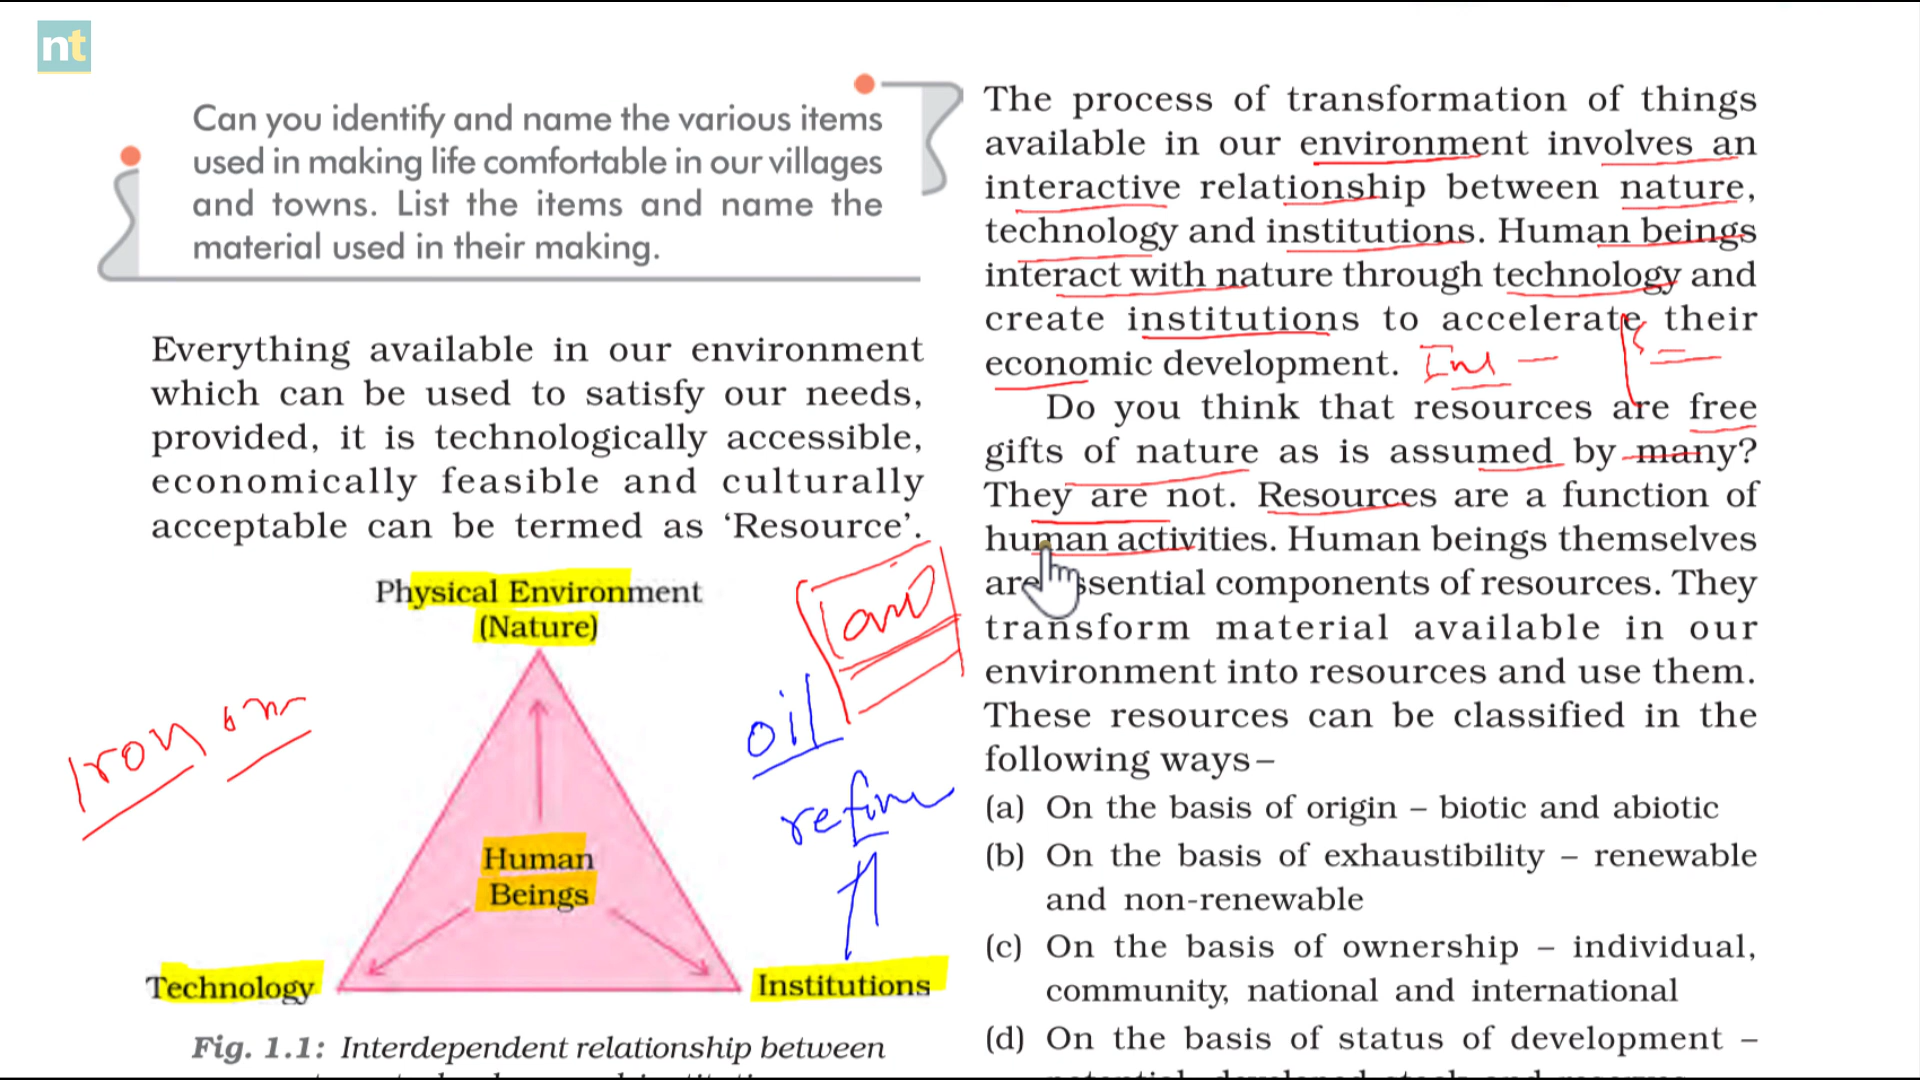 nt
Can you identify and name the various items
used in making life comfortable in our villages
and towns. List the items and name the
material used in their making.
Everything available in our environment
which can be used to satisfy our needs,
provided, it is technologically accessible,
economically feasible and culturally
acceptable can be termed as ‘Resource’.
Physical Environment
(Nature)
Iron
oil
Human
Beings
Technology
Institutions
Fig. 1.1: Interdependent relationship between
The process of transformation of things
available in our environment involves an
interactive relationship between nature,
technology and institutions. Human beings
interact with nature through technology and
create institutions to accelerate their
economic development.
Do you think that resources are free
gifts of nature as is assumed by many?
They are not. Resources are a function of
human activities. Human beings themselves
are essential components of resources. They
transform material available in our
environment into resources and use them.
These resources can be classified in the
following ways–
(a) On the basis of origin – biotic and abiotic
(b) On the basis of exhaustibility – renewable
and non-renewable
(c) On the basis of ownership – individual,
community, national and international
(d) On the basis of status of development –